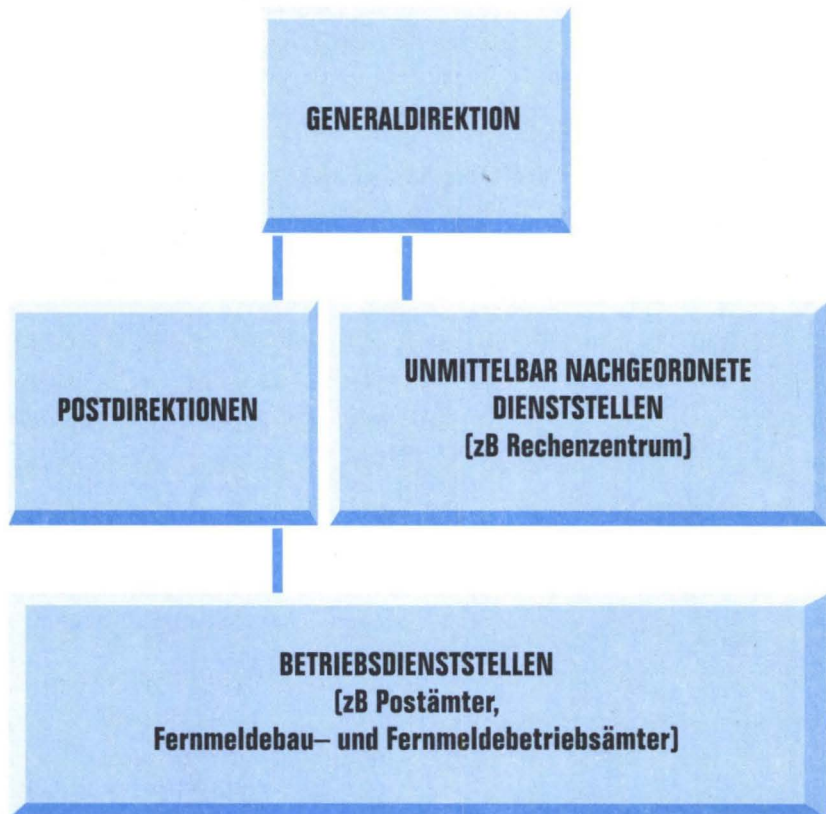 GENERALDIREKTION
POSTDIREKTIONEN
UNMITTELBAR NACHGEORDNETE
DIENSTSTELLEN
(zB Rechenzentrum)
BETRIEBSDIENSTSTELLEN
(zB Postämter,
Fernmeldebau– und Fernmeldebetriebsämter)